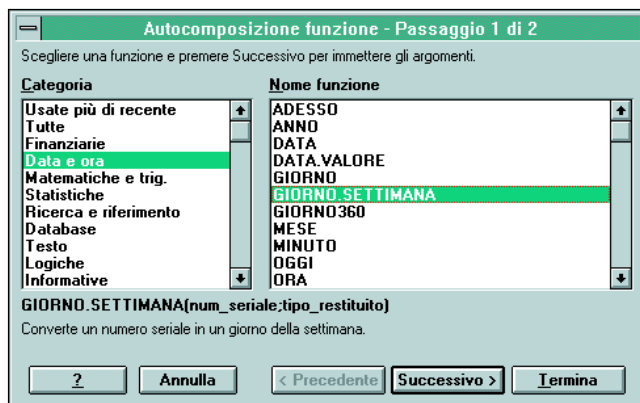 Autocomposizione funzione - Passaggio 1 di 2
Scegliere una funzione e premere Successivo per immettere gli argomenti.
Categoria
Usate più di recente
Tutte
Finanziarie
Data e ora
Matematiche e trig.
Statistiche
Ricerca e riferimento
Database
Testo
Logiche
Informative
Nome funzione
ADESSO
ANNO
DATA
DATA.VALORE
GIORNO
GIORNO.SETTIMANA
GIORNO360
MESE
MINUTO
OGGI
ORA
GIORNO.SETTIMANA(num_seriale;tipo_restituito)
Converte un numero seriale in un giorno della settimana.
? Annulla < Precedente Successivo > Termina